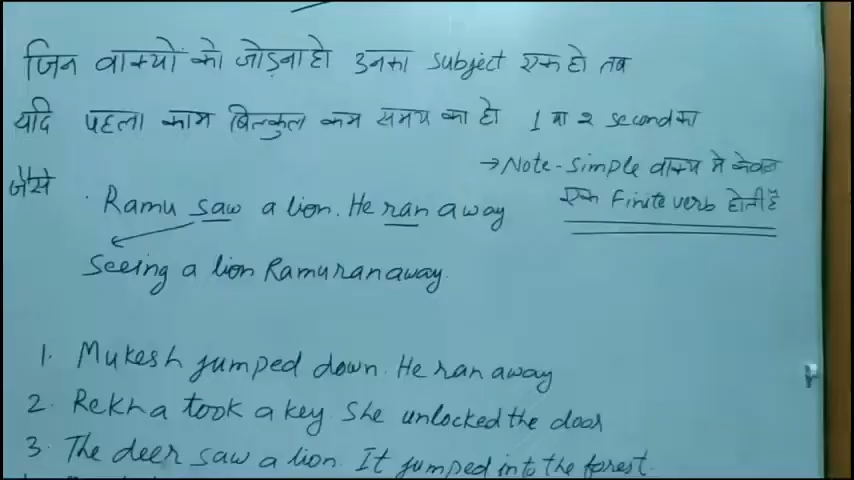 जिन वाक्यों को जोड़ना हो उनका subject एक हो तब
यदि पहला काम बिल्कुल कम समय का हो 1 या 2 second का
→ Note - simple वाक्य मे केवल
एक Finite verb होती है
जैसे
Ramu saw a lion. He ran away
Seeing a lion Ramu ran away.
1. Mukesh jumped down. He ran away
2. Rekha took a key. She unlocked the door
3. The deer saw a lion. It jumped into the forest.